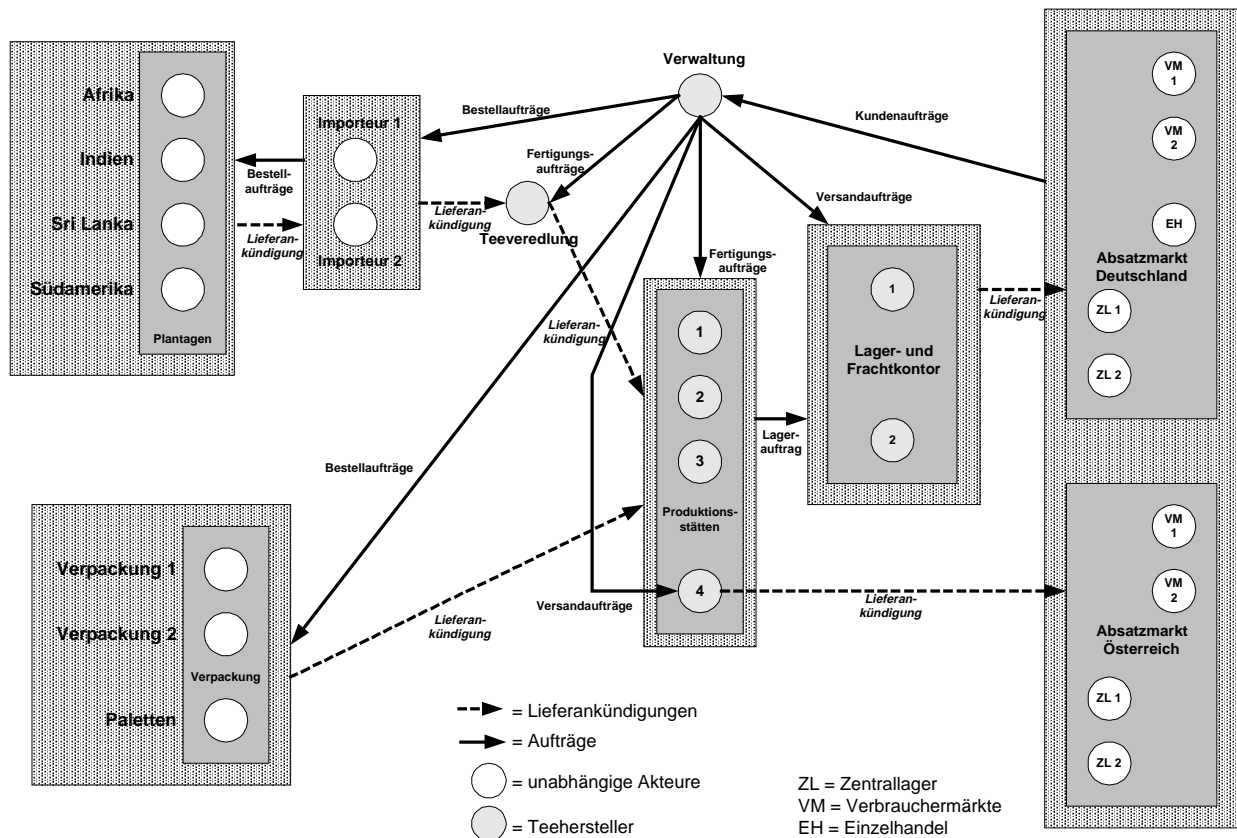 Afrika
Indien
Sri Lanka
Südamerika
Plantagen
Bestell-
aufträge
Lieferan-
kündigung
Importeur 1
Importeur 2
Bestellaufträge
Lieferan-
kündigung
Verwaltung
Fertigungs-
aufträge
Teeveredlung
Kundenaufträge
Versandaufträge
Fertigungs-
aufträge
Lieferan-
kündigung
1
2
3
Produktions-
stätten
4
Lager-
auftrag
1
Lager- und
Frachtkontor
2
Lieferan-
kündigung
VM
1
VM
2
EH
Absatzmarkt
Deutschland
ZL 1
ZL 2
Bestellaufträge
Verpackung 1
Verpackung 2
Verpackung
Paletten
Lieferan-
kündigung
Versandaufträge
Lieferan-
kündigung
VM
1
VM
2
Absatzmarkt
Österreich
ZL 1
ZL 2
= Lieferankündigungen
= Aufträge
= unabhängige Akteure
= Teehersteller
ZL = Zentrallager
VM = Verbrauchermärkte
EH = Einzelhandel